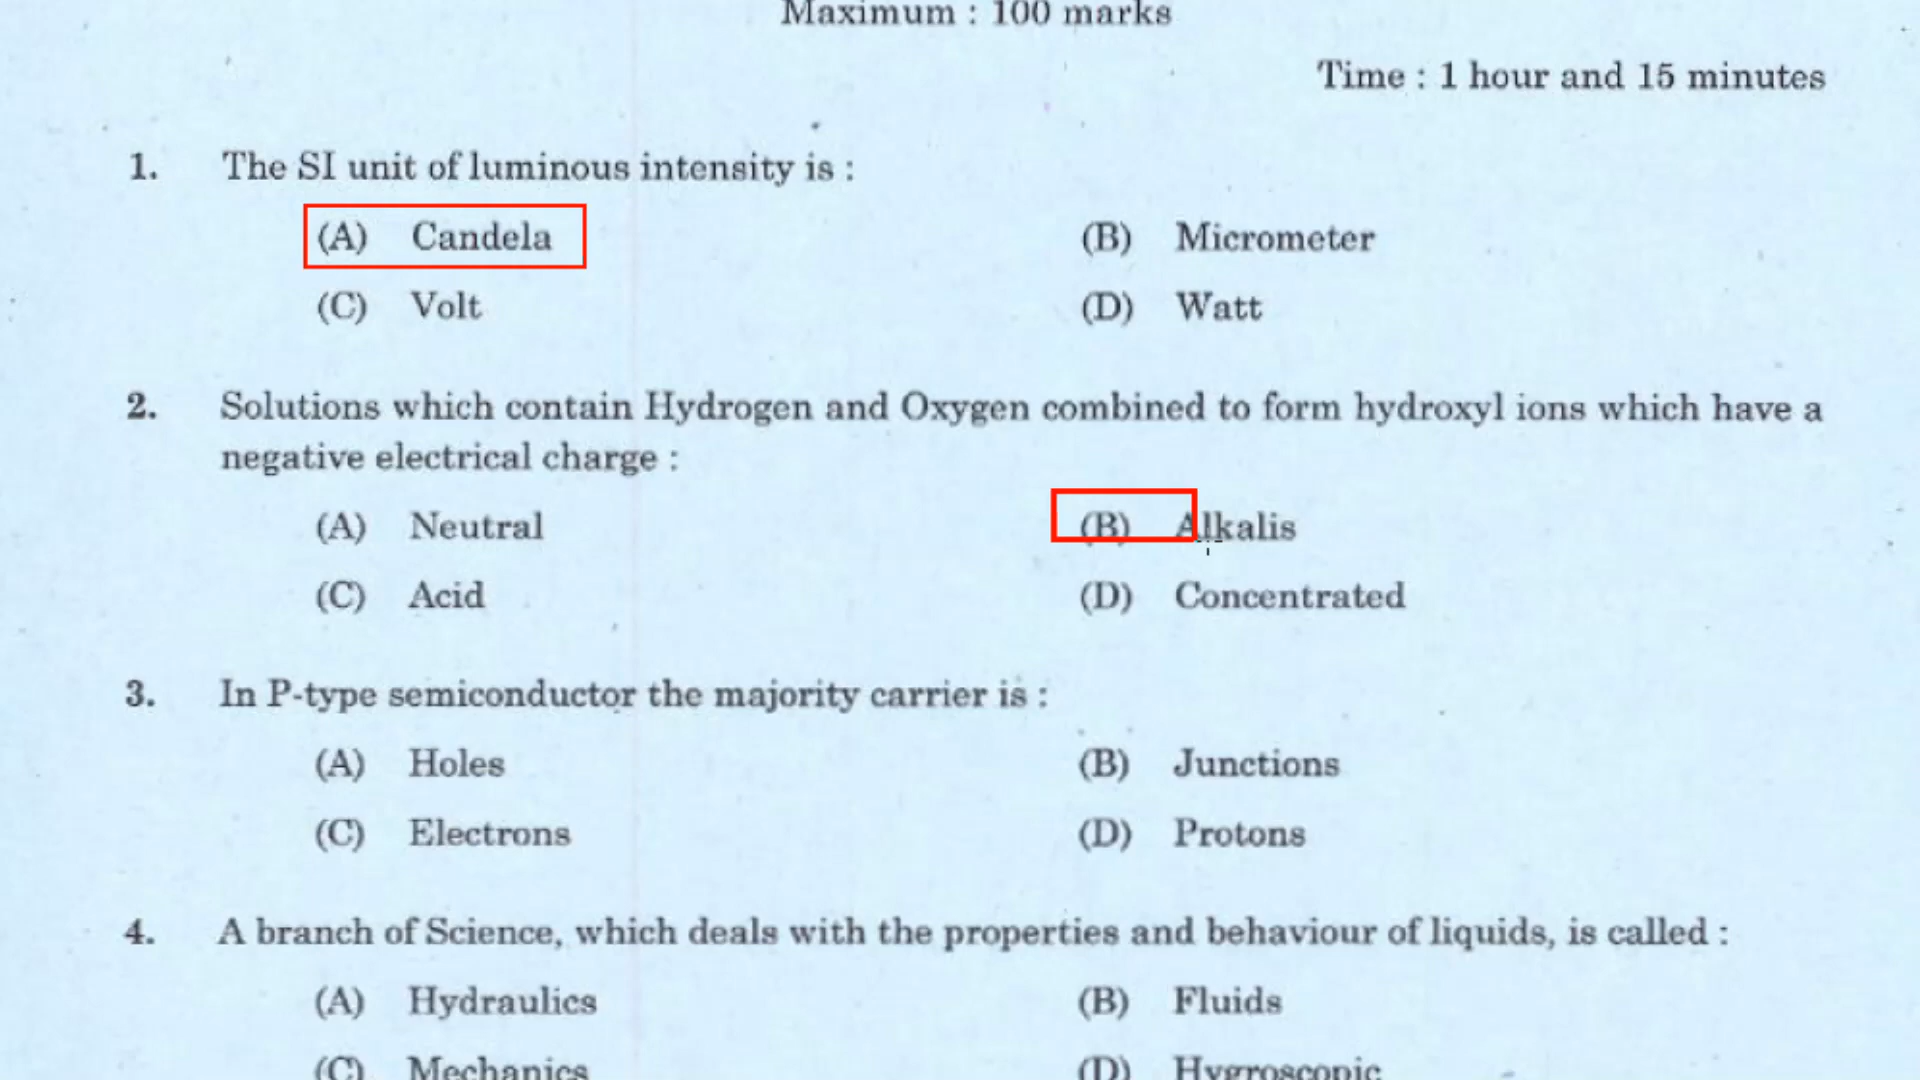 Maximum : 100 marks
Time : 1 hour and 15 minutes
1. The SI unit of luminous intensity is :
(A) Candela (B) Micrometer
(C) Volt (D) Watt
2. Solutions which contain Hydrogen and Oxygen combined to form hydroxyl ions which have a
negative electrical charge :
(A) Neutral (B) Alkalis
(C) Acid (D) Concentrated
3. In P-type semiconductor the majority carrier is :
(A) Holes (B) Junctions
(C) Electrons (D) Protons
4. A branch of Science, which deals with the properties and behaviour of liquids, is called :
(A) Hydraulics (B) Fluids
(C) Mechanics (D) Hygroscopic